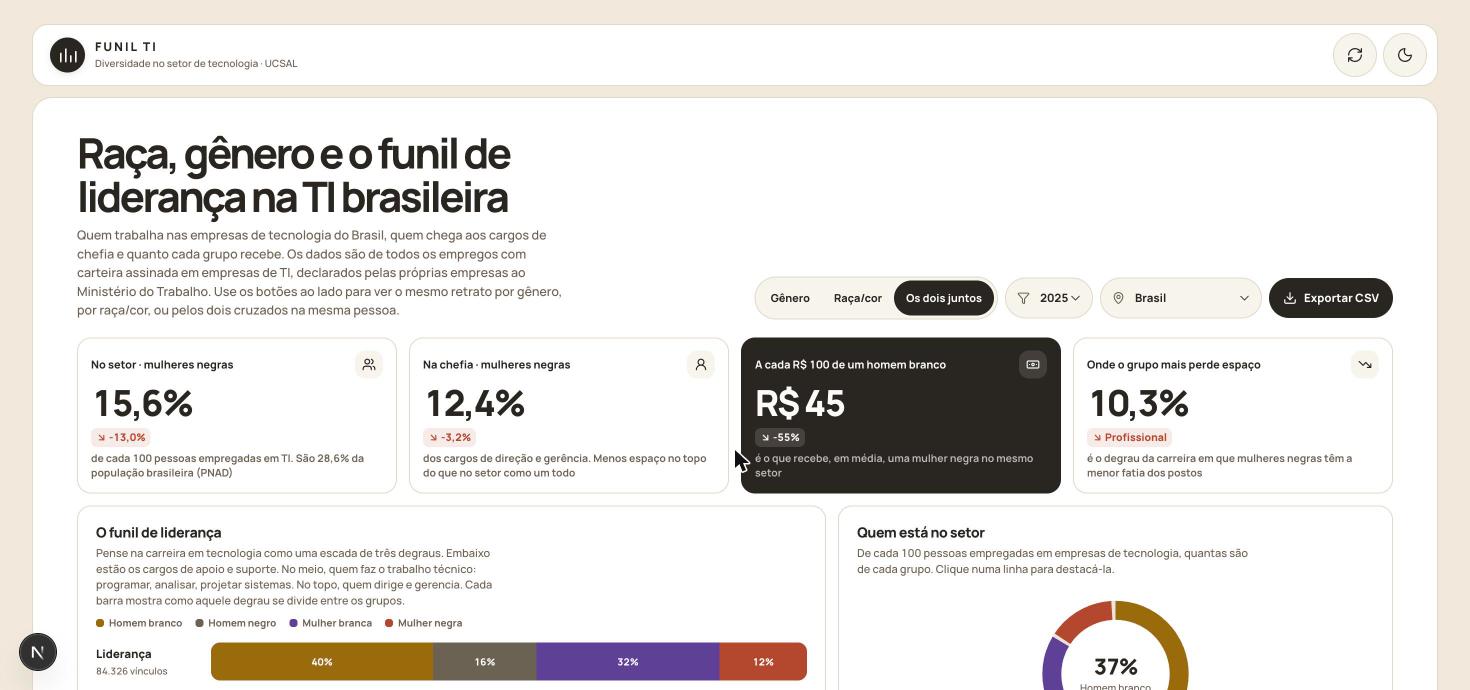 FUNIL TI
Diversidade no setor de tecnologia · UCSAL
Raça, gênero e o funil de
liderança na TI brasileira
Quem trabalha nas empresas de tecnologia do Brasil, quem chega aos cargos de
chefia e quanto cada grupo recebe. Os dados são de todos os empregos com
carteira assinada em empresas de TI, declarados pelas próprias empresas ao
Ministério do Trabalho. Use os botões ao lado para ver o mesmo retrato por gênero,
por raça/cor, ou pelos dois cruzados na mesma pessoa.
Gênero Raça/cor Os dois juntos 2025 Brasil Exportar CSV
No setor · mulheres negras
15,6%
-13,0%
de cada 100 pessoas empregadas em TI. São 28,6% da
população brasileira (PNAD)
Na chefia · mulheres negras
12,4%
-3,2%
dos cargos de direção e gerência. Menos espaço no topo
do que no setor como um todo
A cada R$ 100 de um homem branco
R$ 45
-55%
é o que recebe, em média, uma mulher negra no mesmo
setor
Onde o grupo mais perde espaço
10,3%
Profissional
é o degrau da carreira em que mulheres negras têm a
menor fatia dos postos
O funil de liderança
Pense na carreira em tecnologia como uma escada de três degraus. Embaixo
estão os cargos de apoio e suporte. No meio, quem faz o trabalho técnico:
programar, analisar, projetar sistemas. No topo, quem dirige e gerencia. Cada
barra mostra como aquele degrau se divide entre os grupos.
Homem branco Homem negro Mulher branca Mulher negra
Liderança
84.326 vínculos
40% 16% 32% 12%
Quem está no setor
De cada 100 pessoas empregadas em empresas de tecnologia, quantas são
de cada grupo. Clique numa linha para destacá-la.
37%
Homem branco
N